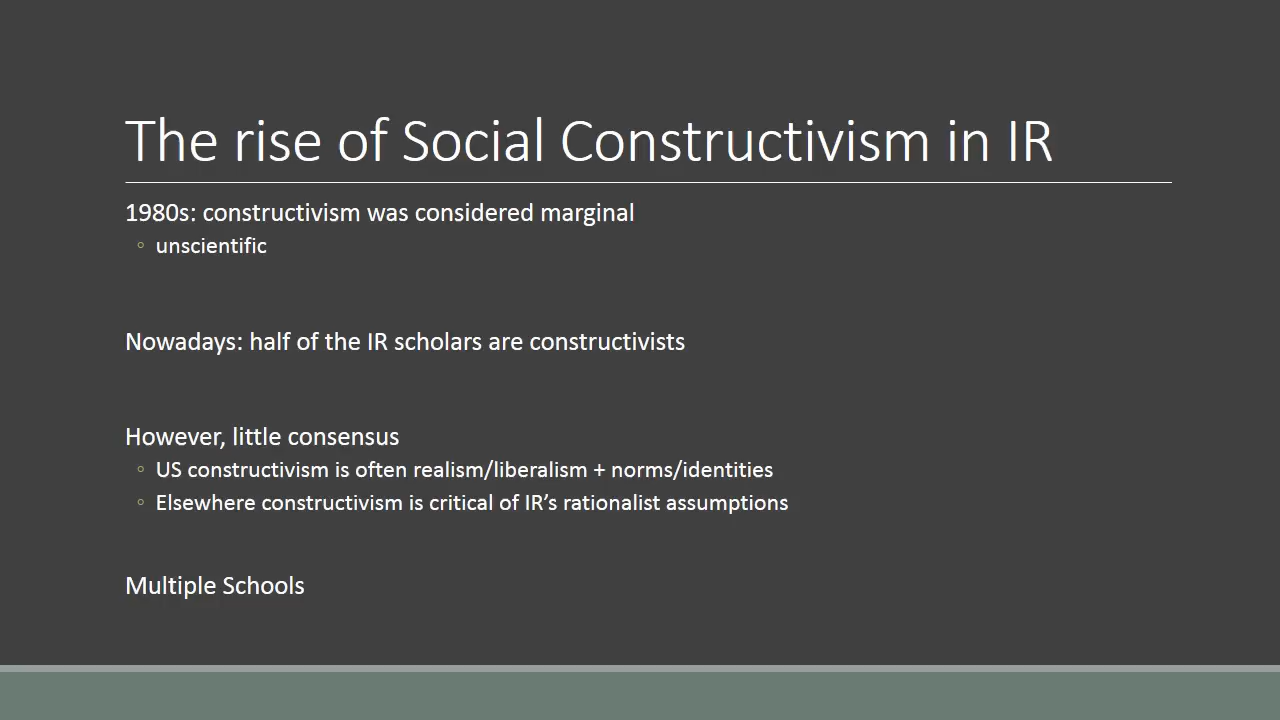 The rise of Social Constructivism in IR
1980s: constructivism was considered marginal
◦ unscientific
Nowadays: half of the IR scholars are constructivists
However, little consensus
◦ US constructivism is often realism/liberalism + norms/identities
◦ Elsewhere constructivism is critical of IR’s rationalist assumptions
Multiple Schools